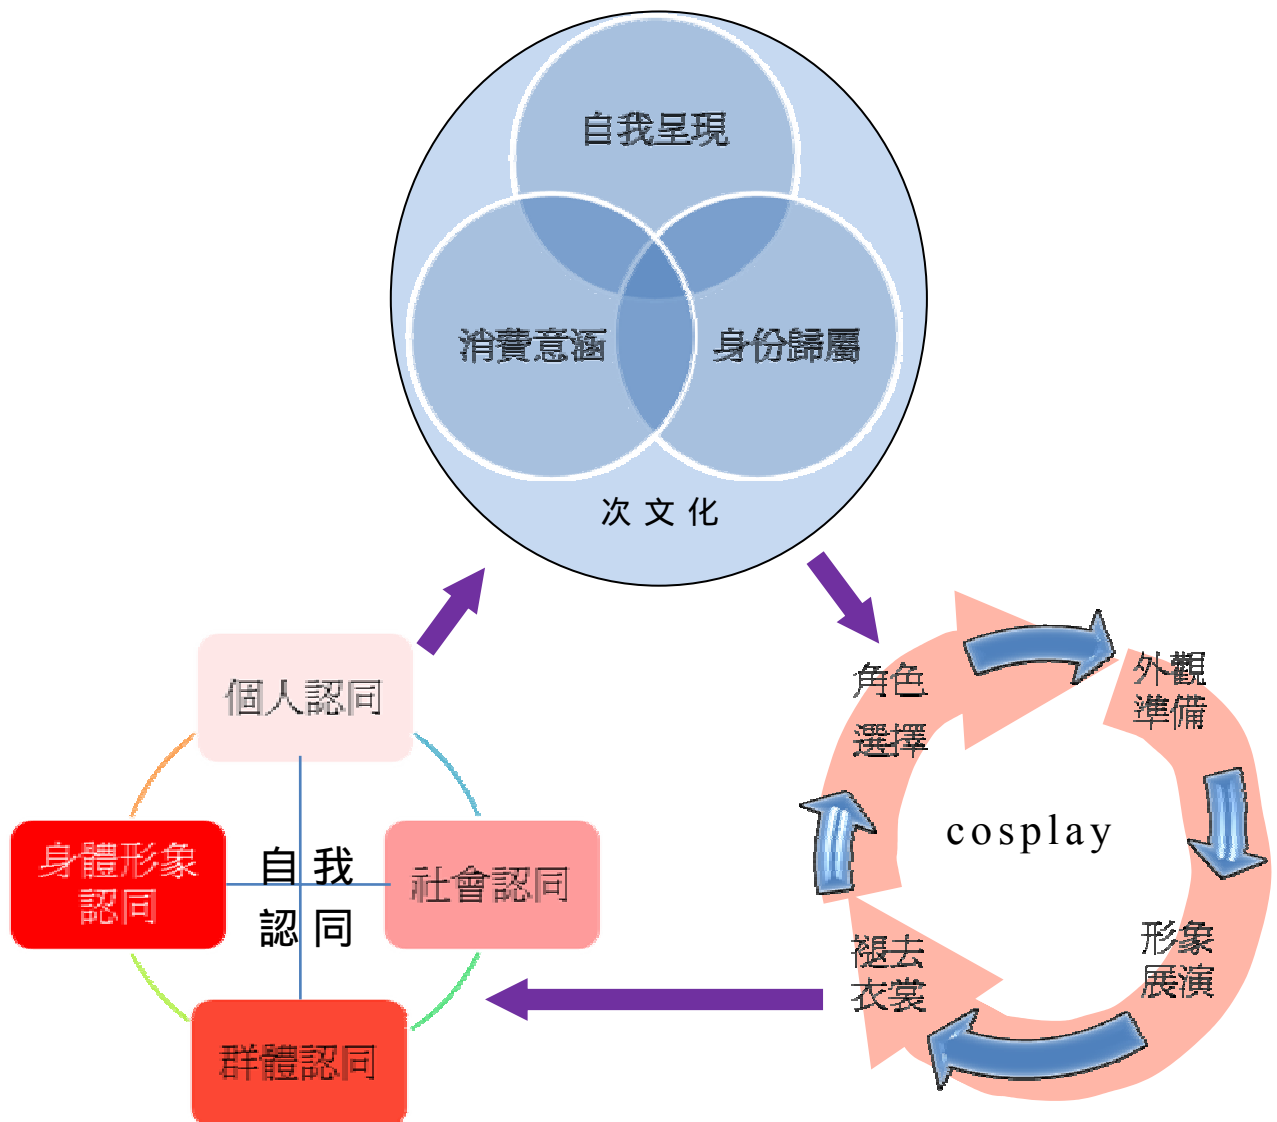 自我呈現
消費意涵
身份歸屬
次文化
角色
選擇
外觀
準備
cosplay
形象
展演
褪去
衣裳
個人認同
身體形象
認同
自我
認同
社會認同
群體認同